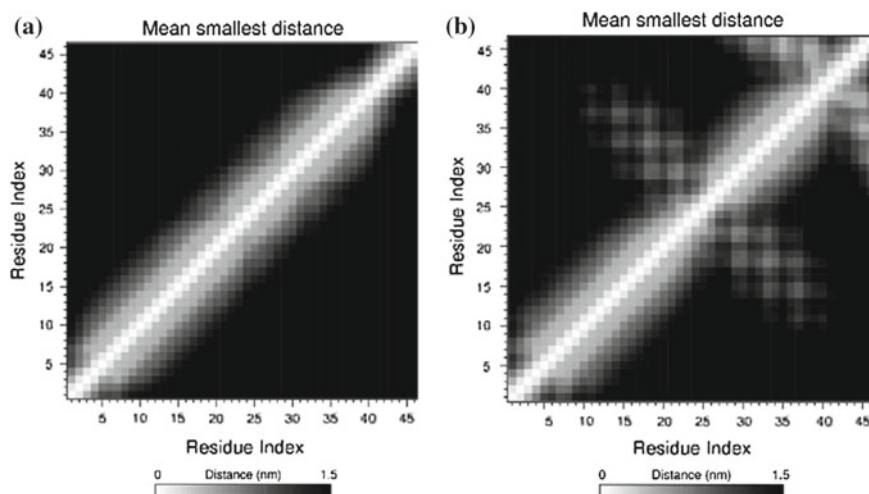 (a)
Mean smallest distance
45
40
35
30
25
20
15
10
5
Residue Index
5 10 15 20 25 30 35 40 45
Residue Index
0 Distance (nm) 1.5
(b)
Mean smallest distance
45
40
35
30
25
20
15
10
5
Residue Index
5 10 15 20 25 30 35 40 45
Residue Index
0 Distance (nm) 1.5